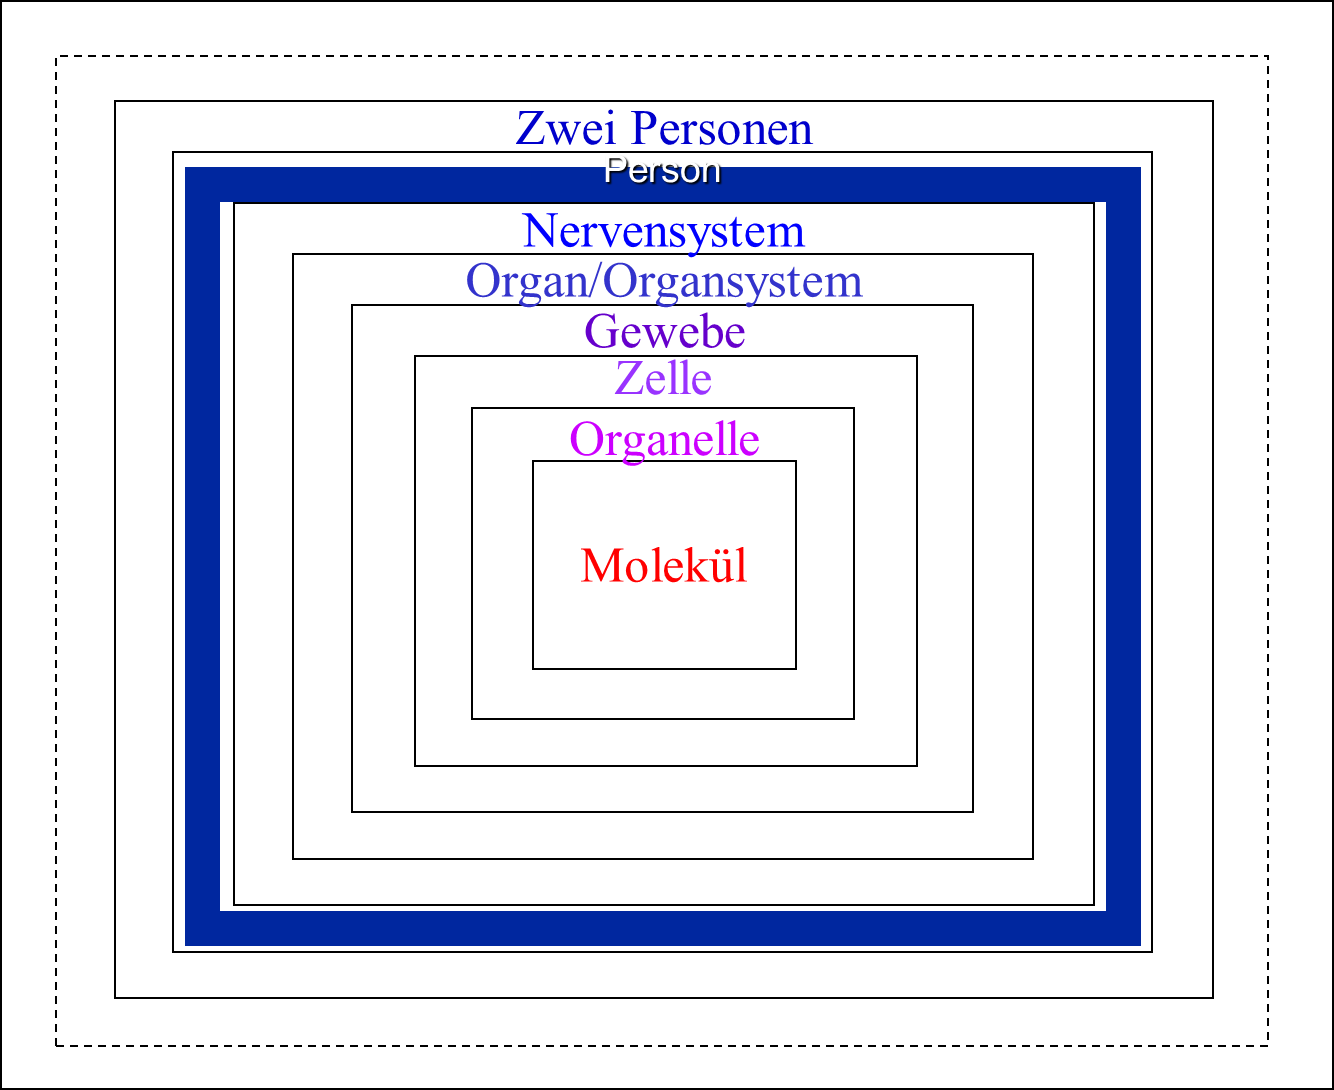 Zwei Personen
Person
Nervensystem
Organ/Organsystem
Gewebe
Zelle
Organelle
Molekül